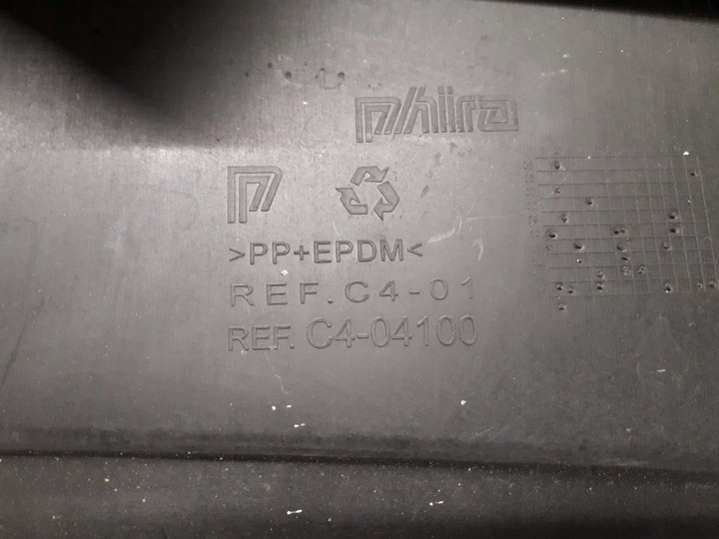 phira
P
>PP+EPDM<
REF. C4-01
REF. C4-04100